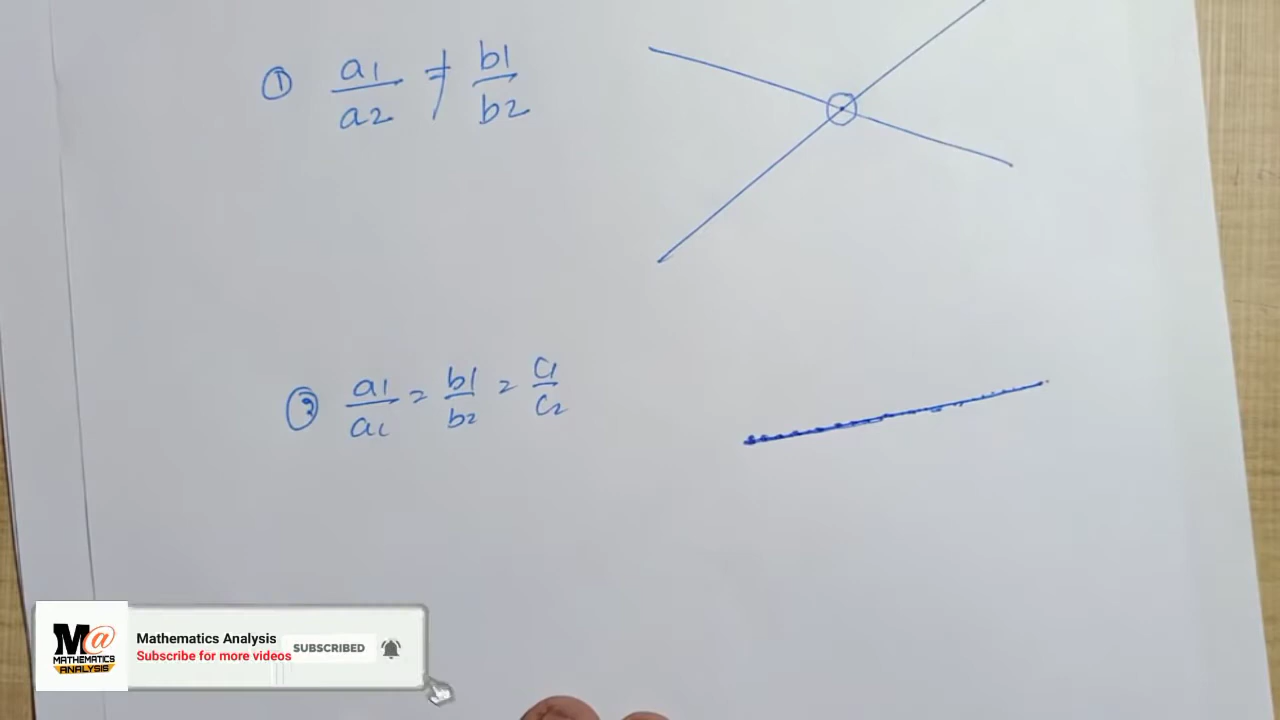 ① a1/a2 ≠ b1/b2
② a1/a2 = b1/b2 = c1/c2
M@
MATHEMATICS
ANALYSIS
Mathematics Analysis
Subscribe for more videos
SUBSCRIBED